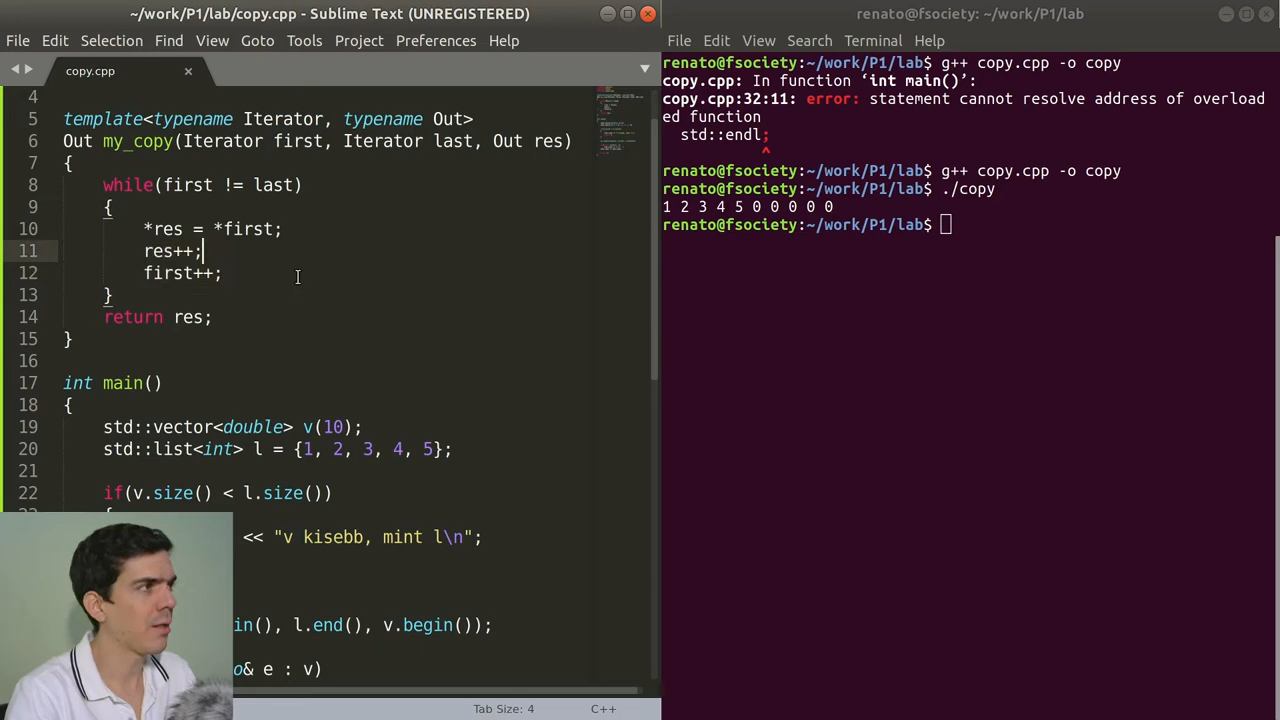 ~/work/P1/lab/copy.cpp - Sublime Text (UNREGISTERED)
File Edit Selection Find View Goto Tools Project Preferences Help
copy.cpp
4
5 template<typename Iterator, typename Out>
6 Out my_copy(Iterator first, Iterator last, Out res)
7 {
8 while(first != last)
9 {
10 *res = *first;
11 res++;
12 first++;
13 }
14 return res;
15 }
16
17 int main()
18 {
19 std::vector<double> v(10);
20 std::list<int> l = {1, 2, 3, 4, 5};
21
22 if(v.size() < l.size())
<< "v kisebb, mint l\n";
in(), l.end(), v.begin());
o& e : v)
Tab Size: 4 C++
renato@fsociety: ~/work/P1/lab
File Edit View Search Terminal Help
renato@fsociety:~/work/P1/lab$ g++ copy.cpp -o copy
copy.cpp: In function ‘int main()’:
copy.cpp:32:11: error: statement cannot resolve address of overload
ed function
std::endl;
^
renato@fsociety:~/work/P1/lab$ g++ copy.cpp -o copy
renato@fsociety:~/work/P1/lab$ ./copy
1 2 3 4 5 0 0 0 0 0
renato@fsociety:~/work/P1/lab$